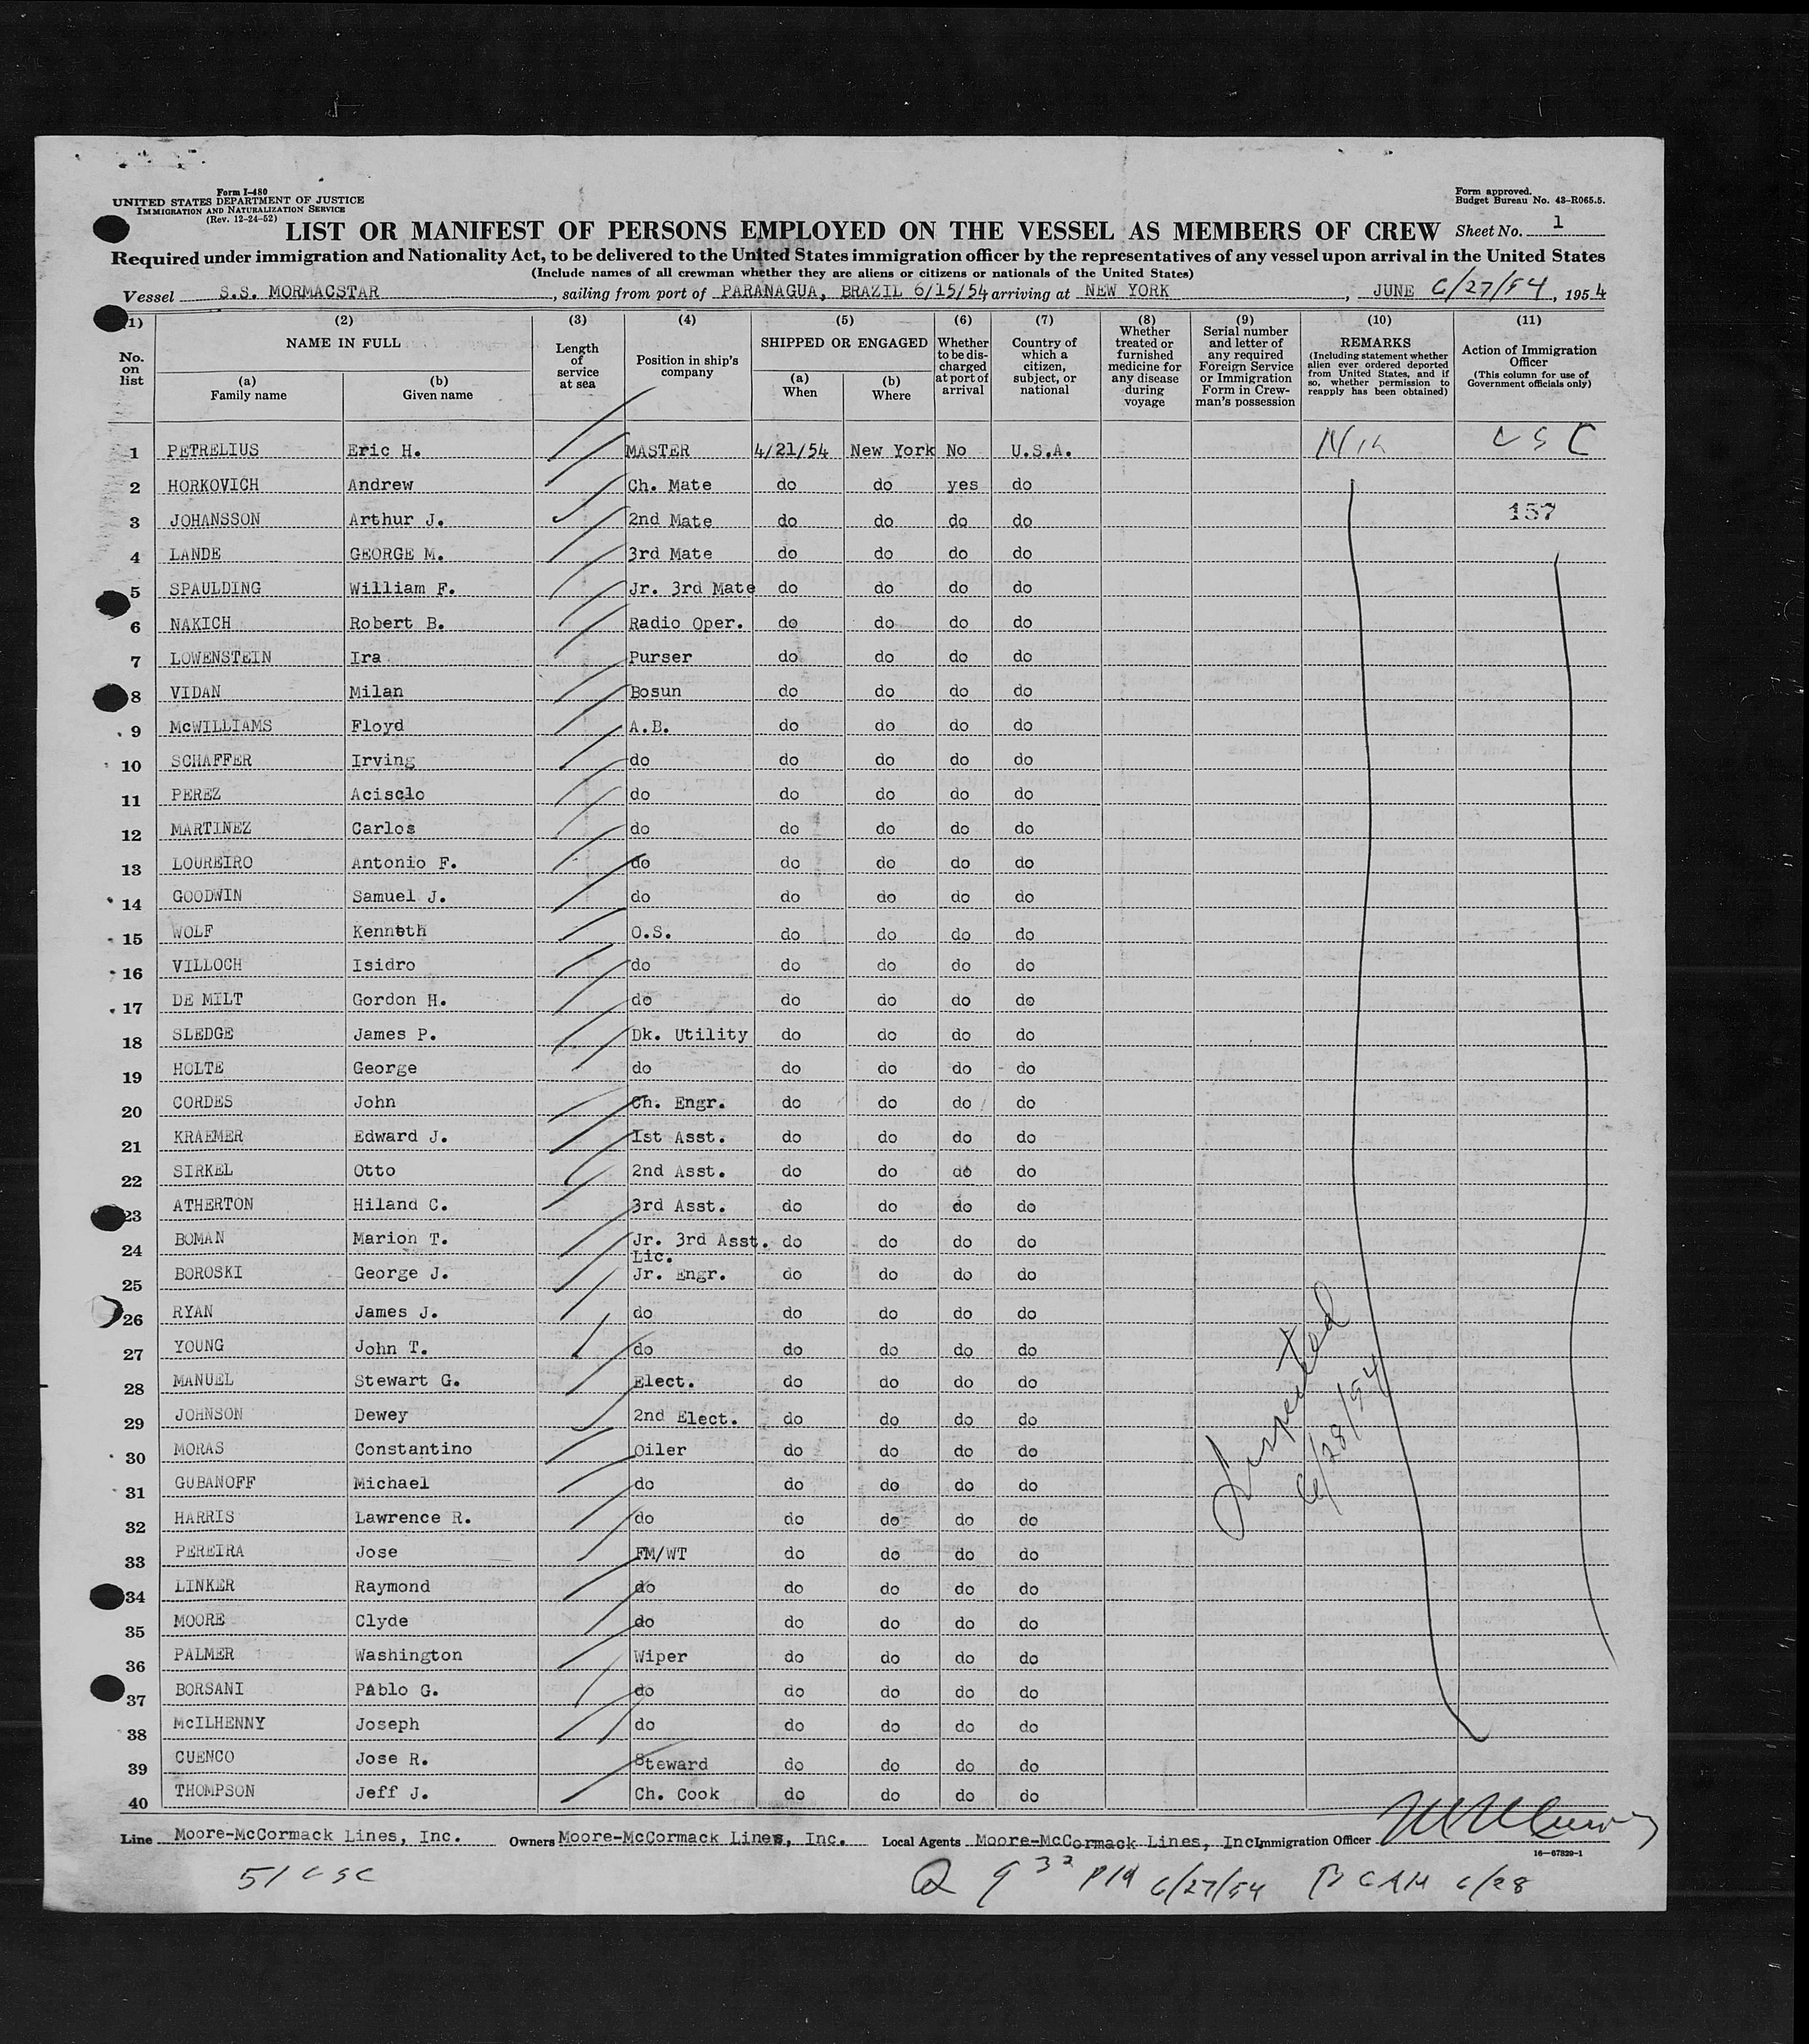 Form I-480
UNITED STATES DEPARTMENT OF JUSTICE
IMMIGRATION AND NATURALIZATION SERVICE
(Rev. 12-24-52)
Form approved.
Budget Bureau No. 43-R065.5.
LIST OR MANIFEST OF PERSONS EMPLOYED ON THE VESSEL AS MEMBERS OF CREW Sheet No. 1
Required under immigration and Nationality Act, to be delivered to the United States immigration officer by the representatives of any vessel upon arrival in the United States
(Include names of all crewman whether they are aliens or citizens or nationals of the United States)
Vessel S.S. MORMACSTAR, sailing from port of PARANAGUA, BRAZIL 6/15/54 arriving at NEW YORK, JUNE 6/27/54, 1954
(1) No. on list
(2) NAME IN FULL
(a) Family name
(b) Given name
(3) Length of service at sea
(4) Position in ship's company
(5) SHIPPED OR ENGAGED
(a) When
(b) Where
(6) Whether to be discharged at port of arrival
(7) Country of which a citizen, subject, or national
(8) Whether treated or furnished medicine for any disease during voyage
(9) Serial number and letter of any required Foreign Service or Immigration Form in Crewman's possession
(10) REMARKS (Including statement whether alien ever ordered deported from United States, and if so, whether permission to reapply has been obtained)
(11) Action of Immigration Officer (This column for use of Government officials only)
1 PETRELIUS Eric H. MASTER 4/21/54 New York No U.S.A. USC
2 HORKOVICH Andrew Ch. Mate do do yes do
3 JOHANSSON Arthur J. 2nd Mate do do do do 157
4 LANDE GEORGE M. 3rd Mate do do do do
5 SPAULDING William F. Jr. 3rd Mate do do do do
6 NAKICH Robert B. Radio Oper. do do do do
7 LOWENSTEIN Ira Purser do do do do
8 VIDAN Milan Bosun do do do do
9 McWILLIAMS Floyd A.B. do do do do
10 SCHAFFER Irving do do do do do
11 PEREZ Acisclo do do do do do
12 MARTINEZ Carlos do do do do do
13 LOUREIRO Antonio F. do do do do do
14 GOODWIN Samuel J. do do do do do
15 WOLF Kenneth O.S. do do do do
16 VILLOCH Isidro do do do do do
17 DE MILT Gordon H. do do do do do
18 SLEDGE James P. Dk. Utility do do do do
19 HOLTE George do do do do do
20 CORDES John Ch. Engr. do do do do
21 KRAEMER Edward J. 1st Asst. do do do do
22 SIRKEL Otto 2nd Asst. do do do do
23 ATHERTON Hiland C. 3rd Asst. do do do do
24 BOMAN Marion T. Jr. 3rd Asst. do do do do
25 BOROSKI George J. Lic. Jr. Engr. do do do do
26 RYAN James J. do do do do do
27 YOUNG John T. do do do do do
28 MANUEL Stewart G. Elect. do do do do
29 JOHNSON Dewey 2nd Elect. do do do do
30 MORAS Constantino Oiler do do do do
31 GUBANOFF Michael do do do do do
32 HARRIS Lawrence R. do do do do do
33 PEREIRA Jose FM/WT do do do do
34 LINKER Raymond do do do do do
35 MOORE Clyde do do do do do
36 PALMER Washington Wiper do do do do
37 BORSANI Pablo G. do do do do do
38 McILHENNY Joseph do do do do do
39 CUENCO Jose R. Steward do do do do
40 THOMPSON Jeff J. Ch. Cook do do do do
Inspected
6/28/54
Line Moore-McCormack Lines, Inc. Owners Moore-McCormack Lines, Inc. Local Agents Moore-McCormack Lines, Inc. Immigration Officer
16—67829-1
51 USC
Q 9 32 PM 6/27/54 6/28